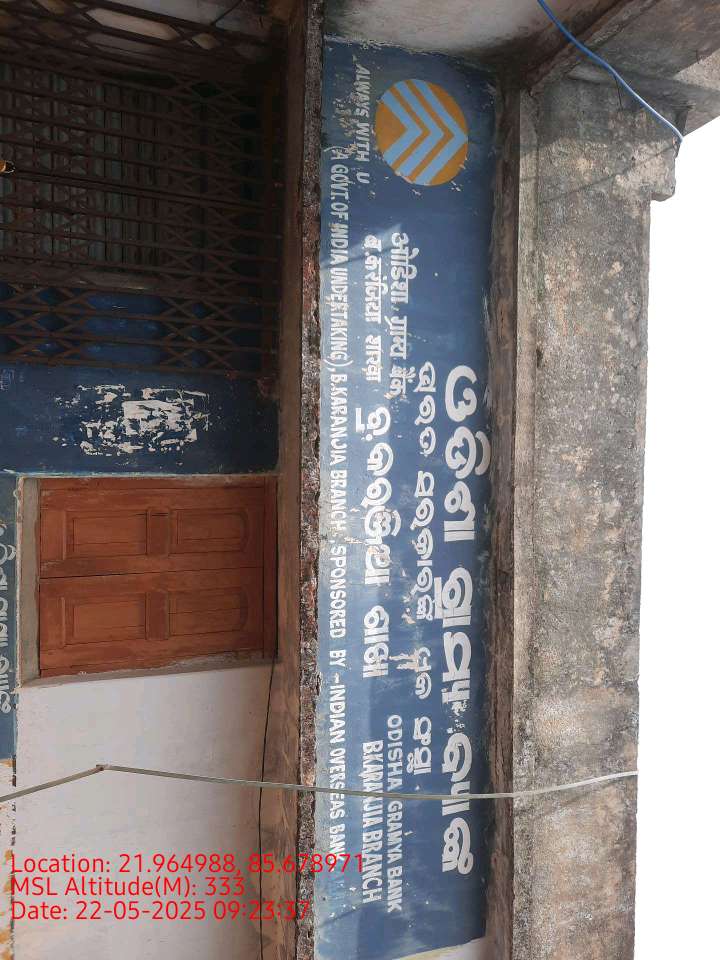 ଓଡିଶା ଗ୍ରାମ୍ୟ ବ୍ୟାଙ୍କ
ଭାରତ ସରକାରଙ୍କ ଏକ ସଂସ୍ଥା
ओडिशा ग्राम्य बैंक
ODISHA GRAMYA BANK
ब.करंजिया शाखा
ବ.କରଞ୍ଜିଆ ଶାଖା
B.KARANJIA BRANCH
ALWAYS WITH U
(A GOVT.OF INDIA UNDERTAKING), B.KARANJIA BRANCH SPONSORED BY - INDIAN OVERSEAS BANK
Location: 21.964988, 85.678971
MSL Altitude(M): 333
Date: 22-05-2025 09:23:37